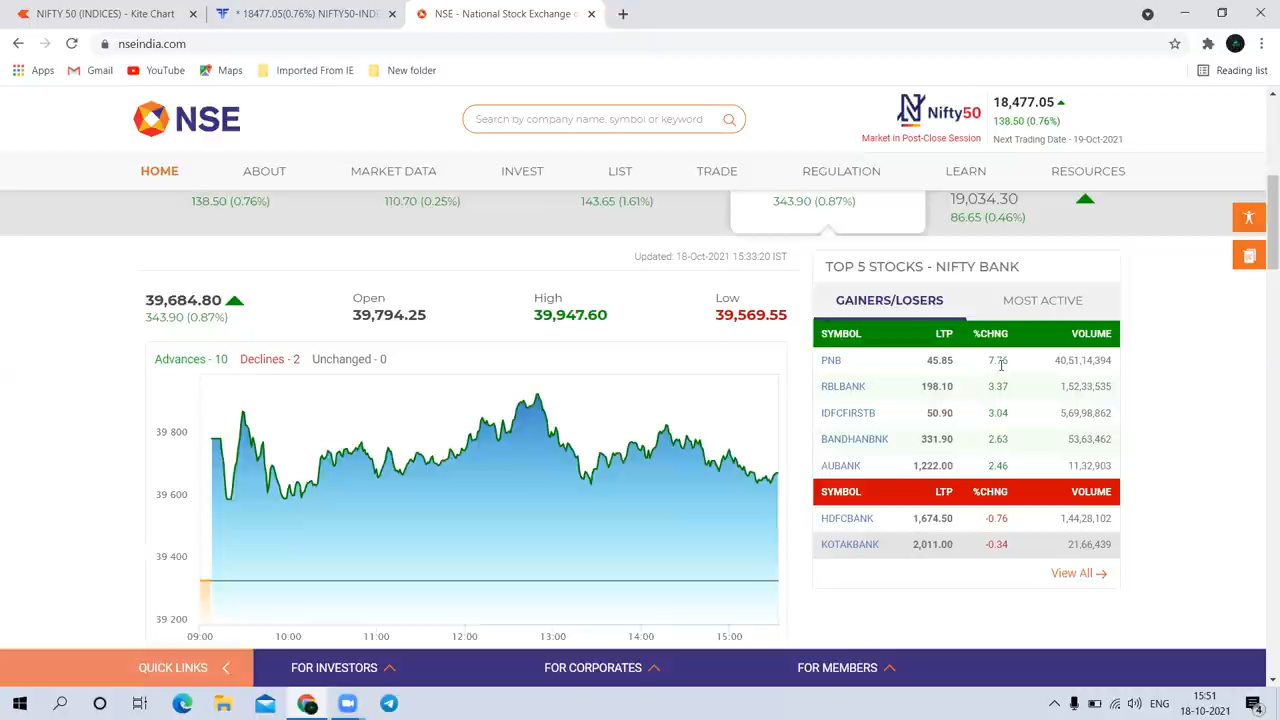 NIFTY 50 (INDICES) - Kite Chart
* 18477.05(0.76%) NIFTY50-INDE
NSE - National Stock Exchange o
nseindia.com
Apps
Gmail
YouTube
Maps
Imported From IE
New folder
Reading list
NSE
Search by company name, symbol or keyword
Nifty50
Market in Post-Close Session
18,477.05
138.50 (0.76%)
Next Trading Date - 19-Oct-2021
HOME
ABOUT
MARKET DATA
INVEST
LIST
TRADE
REGULATION
LEARN
RESOURCES
138.50 (0.76%)
110.70 (0.25%)
143.65 (1.61%)
343.90 (0.87%)
19,034.30
86.65 (0.46%)
Updated: 18-Oct-2021 15:33:20 IST
39,684.80
343.90 (0.87%)
Open
39,794.25
High
39,947.60
Low
39,569.55
Advances - 10 Declines - 2 Unchanged - 0
39 800
39 600
39 400
39 200
09:00 10:00 11:00 12:00 13:00 14:00 15:00
TOP 5 STOCKS - NIFTY BANK
GAINERS/LOSERS MOST ACTIVE
SYMBOL LTP %CHNG VOLUME
PNB 45.85 7.76 40,51,14,394
RBLBANK 198.10 3.37 1,52,33,535
IDFCFIRSTB 50.90 3.04 5,69,98,862
BANDHANBNK 331.90 2.63 53,63,462
AUBANK 1,222.00 2.46 11,32,903
SYMBOL LTP %CHNG VOLUME
HDFCBANK 1,674.50 -0.76 1,44,28,102
KOTAKBANK 2,011.00 -0.34 21,66,439
View All
QUICK LINKS
FOR INVESTORS
FOR CORPORATES
FOR MEMBERS
ENG
15:51
18-10-2021
4